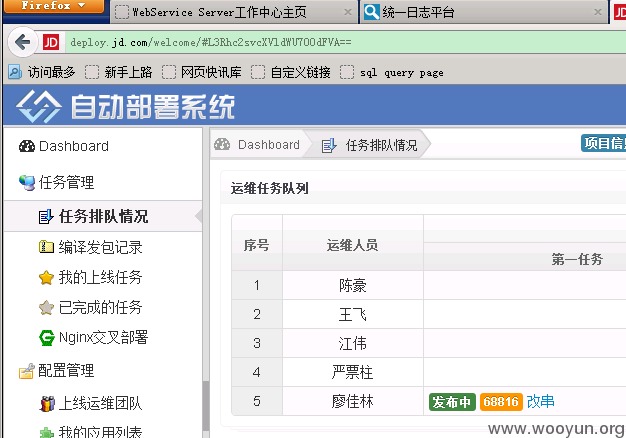 Firefox
WebService Server工作中心主页
统一日志平台
JD
JD deploy.jd.com/welcome/#L3Rhc2svcXVldWU7O0dFVA==
访问最多 新手上路 网页快讯库 自定义链接 sql query page
自动部署系统
Dashboard
任务管理
任务排队情况
编译发包记录
我的上线任务
已完成的任务
Nginx交叉部署
配置管理
上线运维团队
我的应用列表
Dashboard 任务排队情况
项目信息
运维任务队列
序号 运维人员 第一任务
1 陈豪
2 王飞
3 江伟
4 严票柱
5 廖佳林 发布中 68816 改串
www.wooyun.org